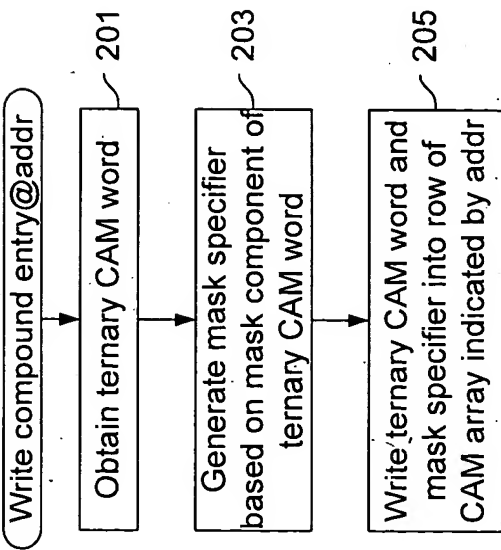 Write compound entry@addr
201
Obtain ternary CAM word
203
Generate mask specifier
based on mask component of
ternary CAM word
205
Write ternary CAM word and
mask specifier into row of
CAM array indicated by addr